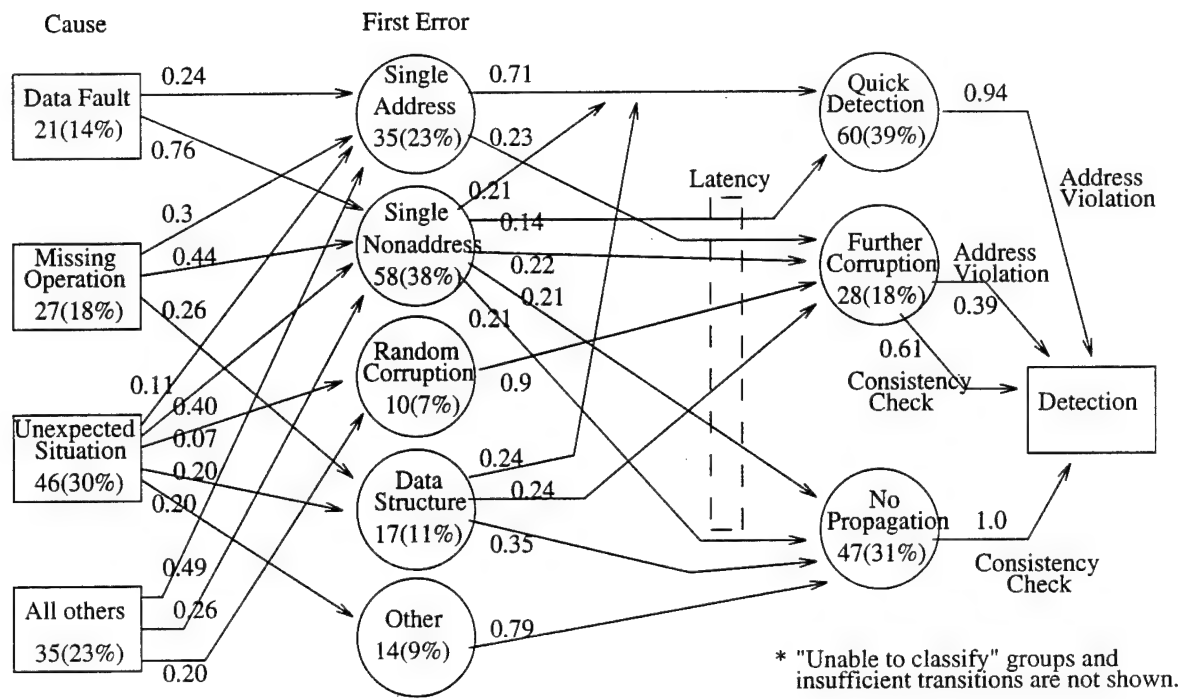 Cause
First Error
Data Fault
21(14%)
0.24
0.76
Missing
Operation
27(18%)
0.3
0.44
0.26
Unexpected
Situation
46(30%)
0.11
0.40
0.07
0.20
0.20
All others
35(23%)
0.49
0.26
0.20
Single
Address
35(23%)
0.71
0.23
Single
Nonaddress
58(38%)
0.21
0.14
0.22
0.21
0.21
Random
Corruption
10(7%)
0.9
Data
Structure
17(11%)
0.24
0.24
0.35
Other
14(9%)
0.79
Latency
Quick
Detection
60(39%)
0.94
Address
Violation
Further
Corruption
28(18%)
Address
Violation
0.39
0.61
Consistency
Check
Detection
No
Propagation
47(31%)
1.0
Consistency
Check
* "Unable to classify" groups and
insufficient transitions are not shown.